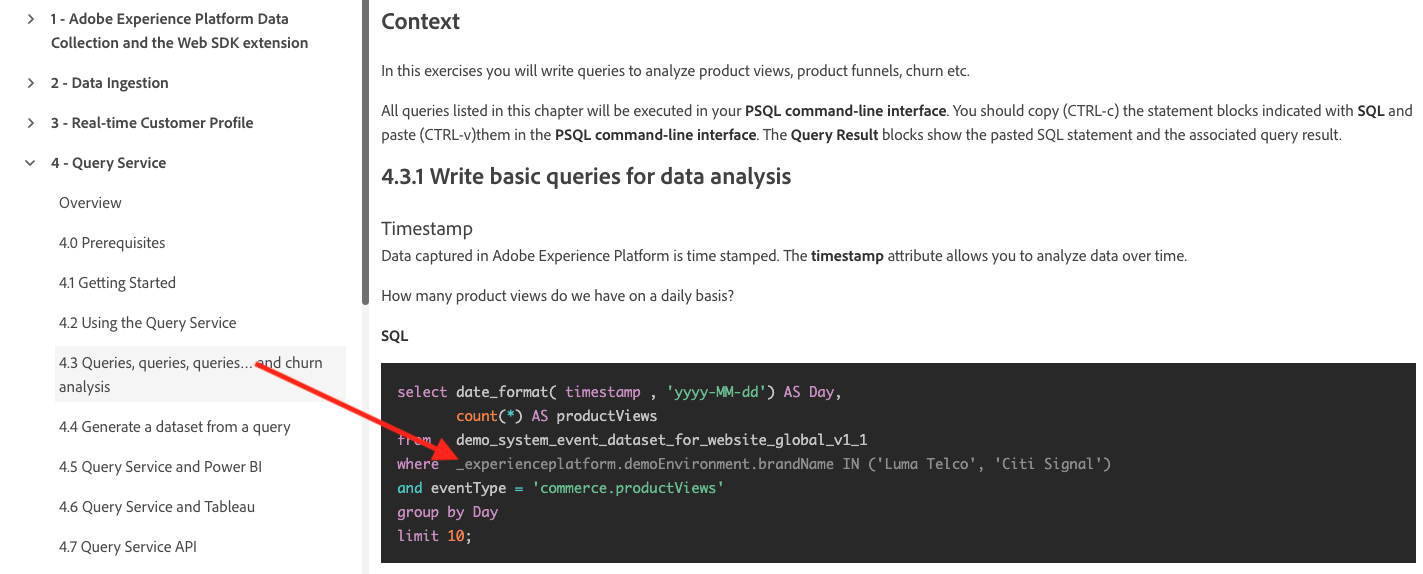 1 - Adobe Experience Platform Data
Collection and the Web SDK extension
2 - Data Ingestion
3 - Real-time Customer Profile
4 - Query Service
Overview
4.0 Prerequisites
4.1 Getting Started
4.2 Using the Query Service
4.3 Queries, queries, queries... and churn
analysis
4.4 Generate a dataset from a query
4.5 Query Service and Power BI
4.6 Query Service and Tableau
4.7 Query Service API
Context
In this exercises you will write queries to analyze product views, product funnels, churn etc.
All queries listed in this chapter will be executed in your PSQL command-line interface. You should copy (CTRL-c) the statement blocks indicated with SQL and
paste (CTRL-v)them in the PSQL command-line interface. The Query Result blocks show the pasted SQL statement and the associated query result.
4.3.1 Write basic queries for data analysis
Timestamp
Data captured in Adobe Experience Platform is time stamped. The timestamp attribute allows you to analyze data over time.
How many product views do we have on a daily basis?
SQL
select date_format( timestamp , 'yyyy-MM-dd') AS Day,
count(*) AS productViews
from demo_system_event_dataset_for_website_global_v1_1
where _experienceplatform.demoEnvironment.brandName IN ('Luma Telco', 'Citi Signal')
and eventType = 'commerce.productViews'
group by Day
limit 10;